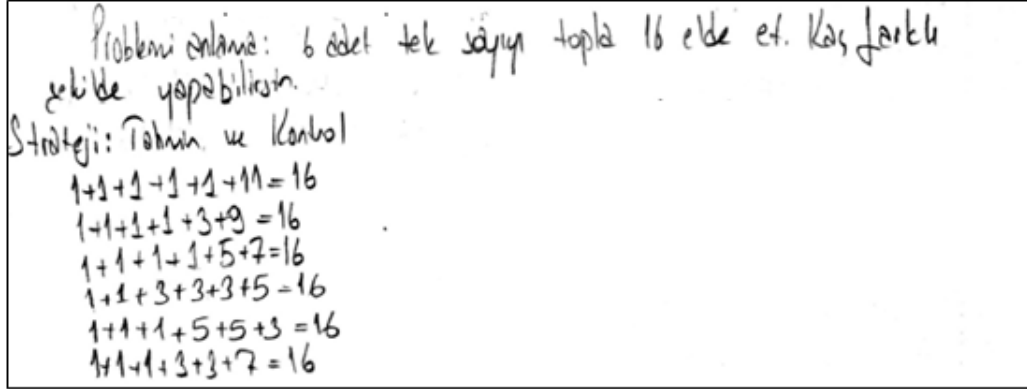 Problemi anlama: 6 adet tek sayıyı topla 16 elde et. Kaç farklı
şekilde yapabilirsin.
Strateji: Tahmin ve Kontrol
1+1+1+1+1+11=16
1+1+1+1+3+9=16
1+1+1+1+5+7=16
1+1+3+3+3+5=16
1+1+1+5+5+3=16
1+1+1+3+3+7=16